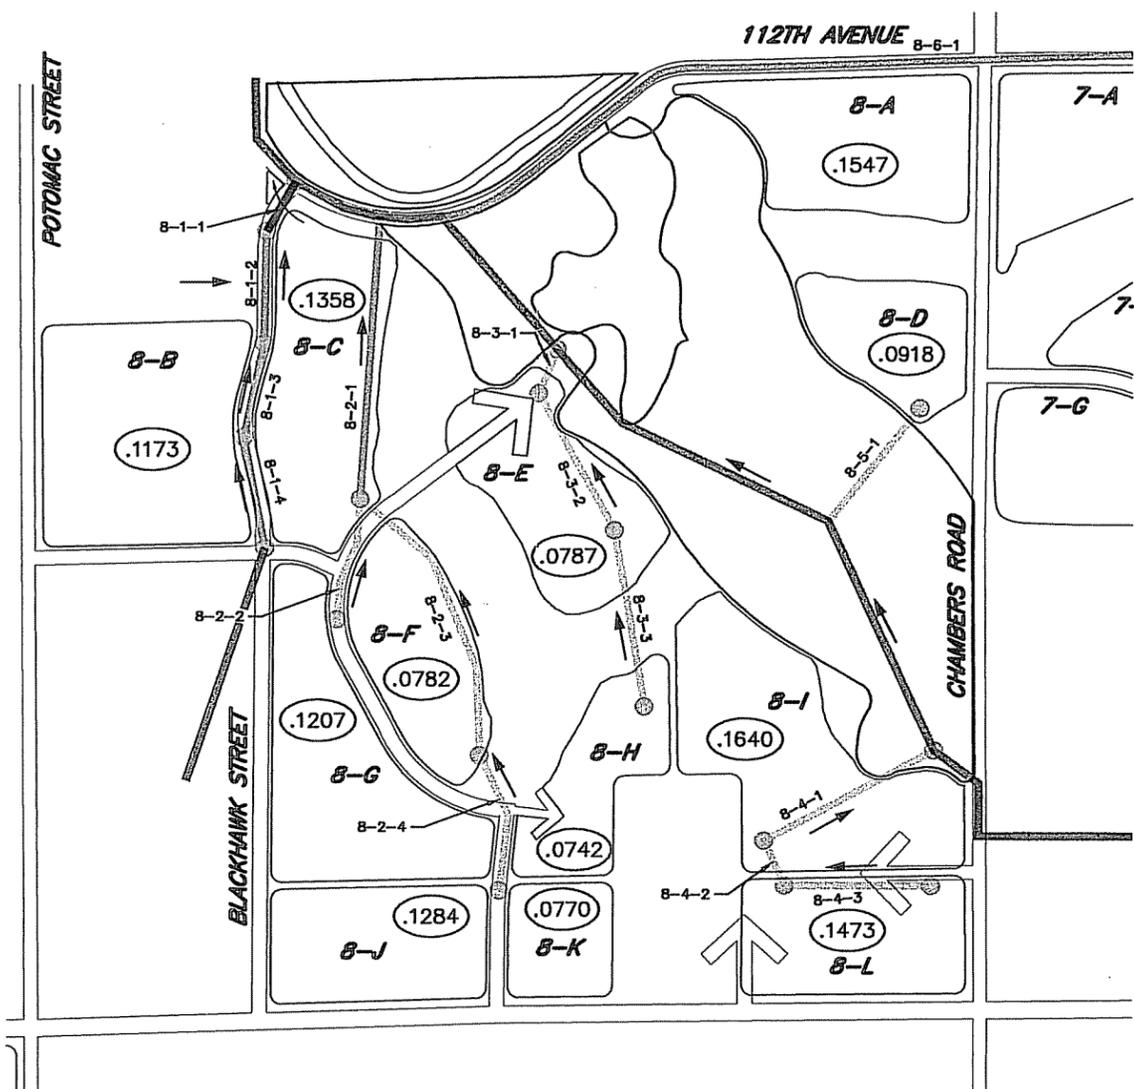 112TH AVENUE
8-6-1
POTOMAC STREET
8-A
7-A
.1547
8-1-1
8-1-2
.1358
8-C
8-3-1
8-D
.0918
7-
8-B
8-1-3
8-2-1
.1173
8-1-4
7-G
8-E
8-3-2
8-5-1
.0787
CHAMBERS ROAD
8-2-2
8-F
8-2-3
8-3-3
.0782
.1207
8-I
.1640
BLACKHAWK STREET
8-G
8-H
8-2-4
8-4-1
.0742
8-4-2
8-4-3
.1284
.0770
.1473
8-J
8-K
8-L